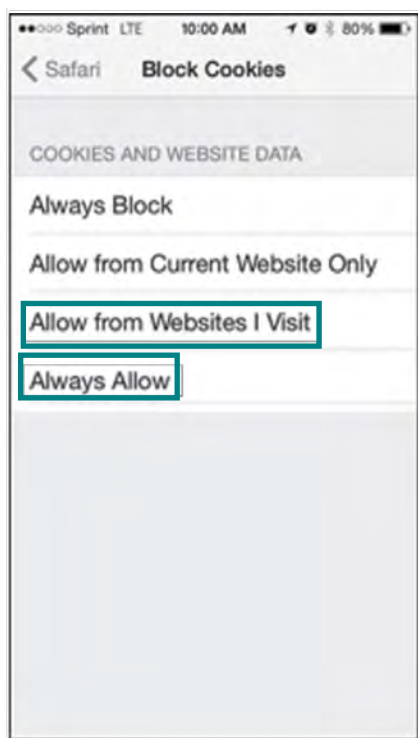 Sprint LTE 10:00 AM 80%
Safari Block Cookies
COOKIES AND WEBSITE DATA
Always Block
Allow from Current Website Only
Allow from Websites I Visit
Always Allow